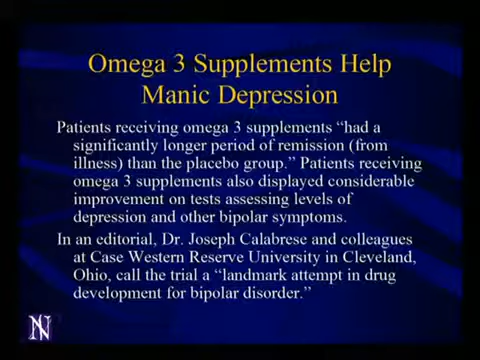 Omega 3 Supplements Help
Manic Depression
Patients receiving omega 3 supplements “had a
significantly longer period of remission (from
illness) than the placebo group.” Patients receiving
omega 3 supplements also displayed considerable
improvement on tests assessing levels of
depression and other bipolar symptoms.
In an editorial, Dr. Joseph Calabrese and colleagues
at Case Western Reserve University in Cleveland,
Ohio, call the trial a “landmark attempt in drug
development for bipolar disorder.”